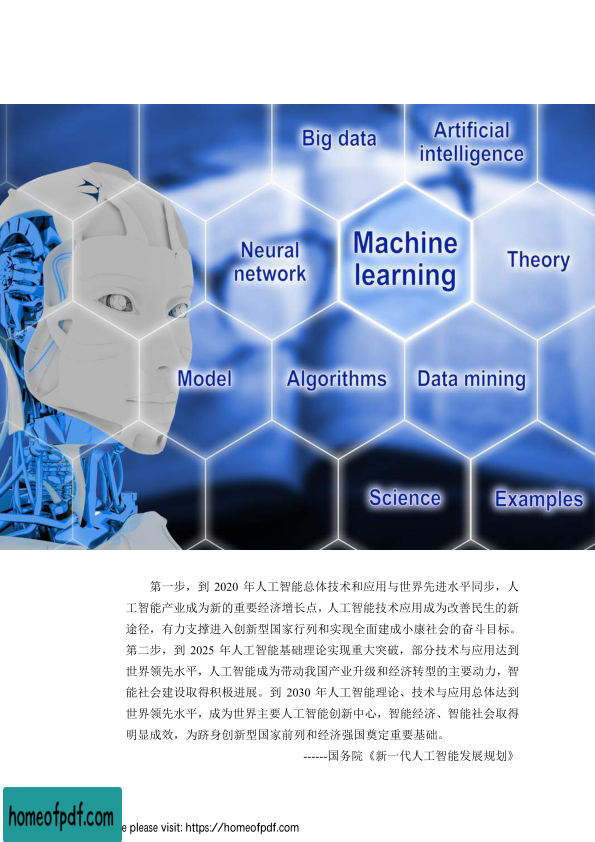 Big data
Artificial
intelligence
Neural
network
Machine
learning
Theory
Model
Algorithms
Data mining
Science
Examples
第一步，到 2020 年人工智能总体技术和应用与世界先进水平同步，人
工智能产业成为新的重要经济增长点，人工智能技术应用成为改善民生的新
途径，有力支撑进入创新型国家行列和实现全面建成小康社会的奋斗目标。
第二步，到 2025 年人工智能基础理论实现重大突破，部分技术与应用达到
世界领先水平，人工智能成为带动我国产业升级和经济转型的主要动力，智
能社会建设取得积极进展。到 2030 年人工智能理论、技术与应用总体达到
世界领先水平，成为世界主要人工智能创新中心，智能经济、智能社会取得
明显成效，为跻身创新型国家前列和经济强国奠定重要基础。
------国务院《新一代人工智能发展规划》
homeofpdf.com
e please visit: https://homeofpdf.com